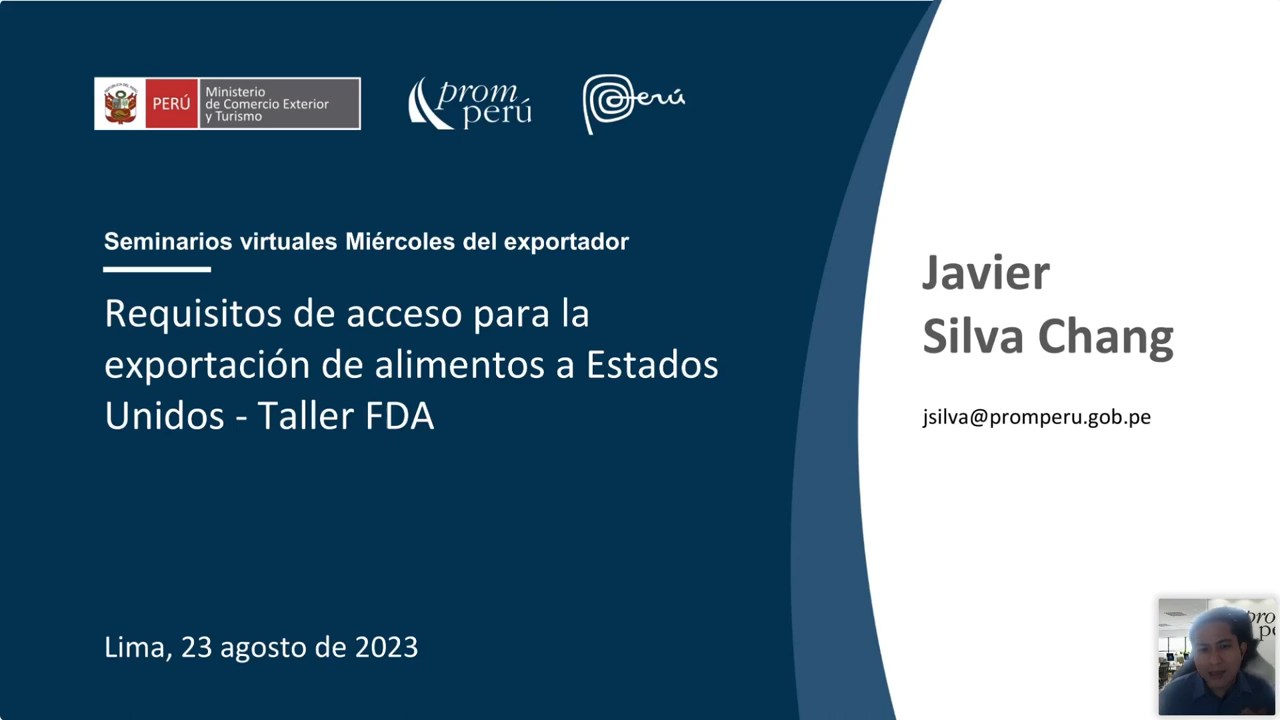 PERÚ
Ministerio
de Comercio Exterior
y Turismo
prom
perú
Perú
Seminarios virtuales Miércoles del exportador
Requisitos de acceso para la
exportación de alimentos a Estados
Unidos - Taller FDA
Lima, 23 agosto de 2023
Javier
Silva Chang
jsilva@promperu.gob.pe